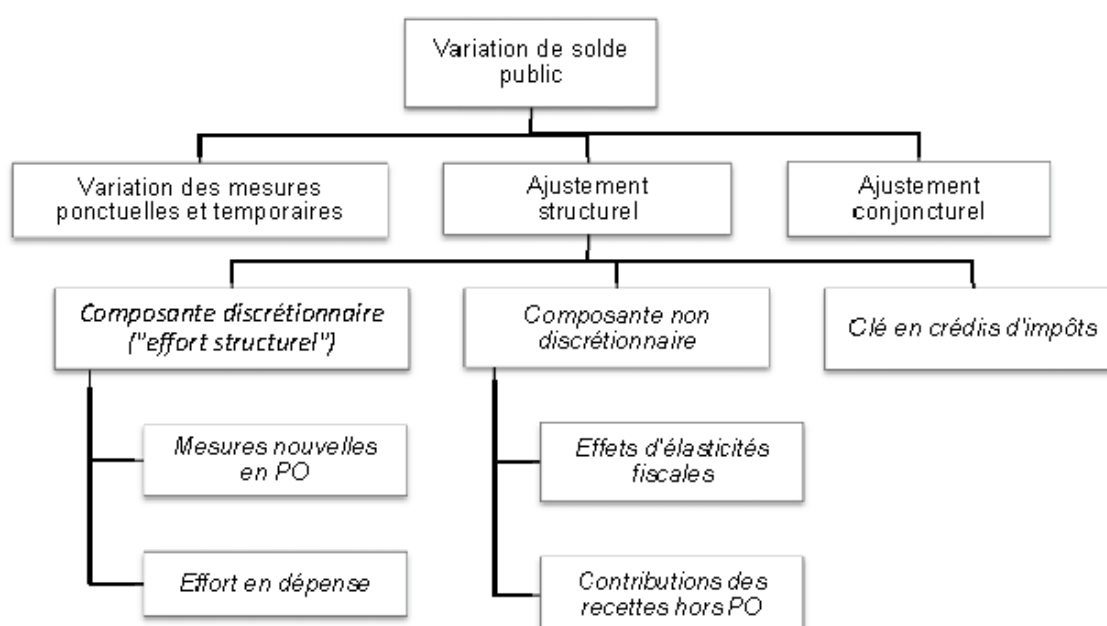 Variation de solde
public
Variation des mesures
ponctuelles et temporaires
Ajustement
structurel
Ajustement
conjoncturel
Composante discrétionnaire
("effort structurel")
Composante non
discrétionnaire
Clé en crédits d'impôts
Mesures nouvelles
en PO
Effets d'élasticités
fiscales
Effort en dépense
Contributions des
recettes hors PO